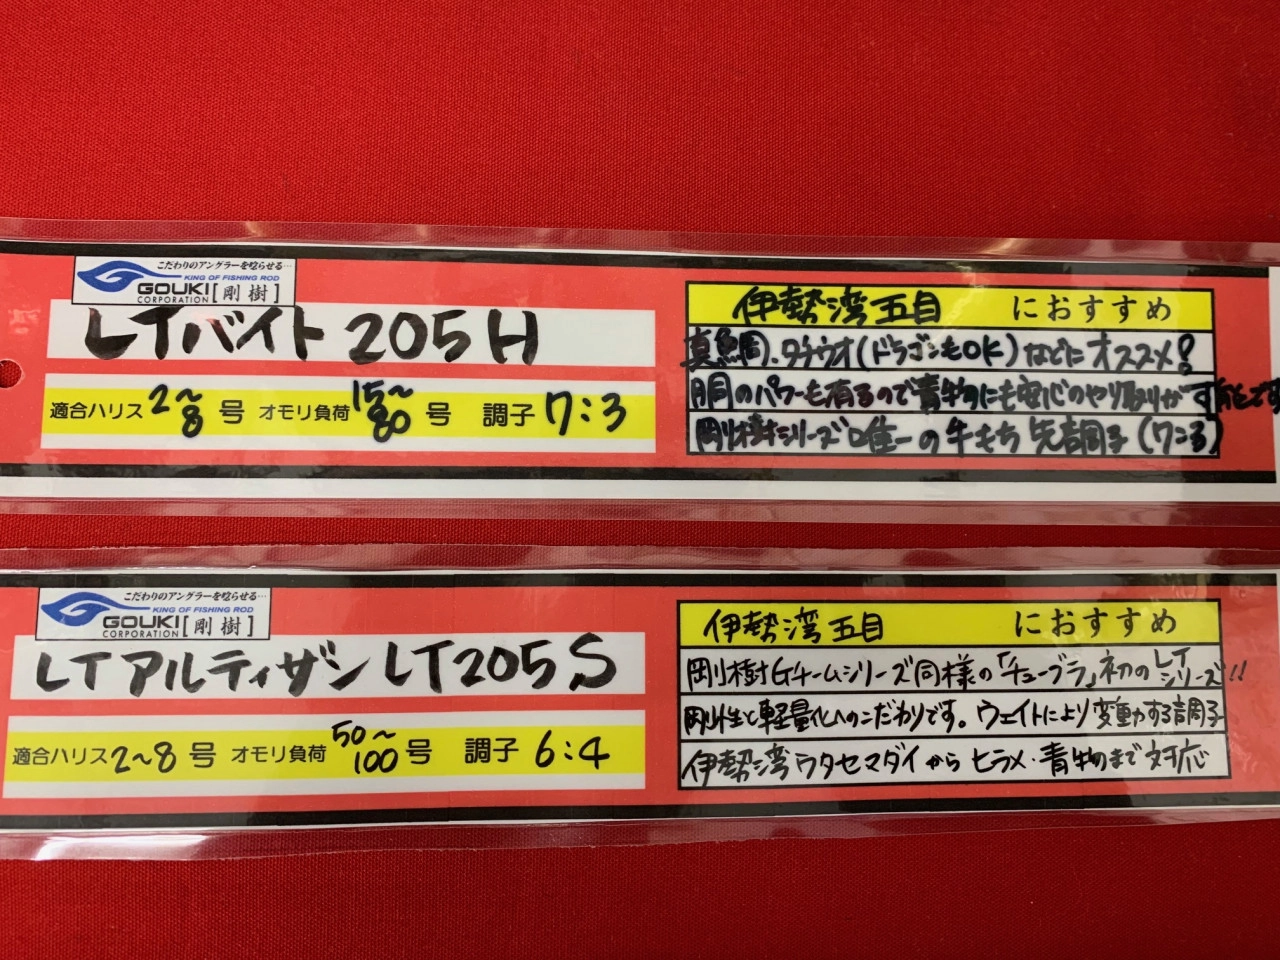 こだわりのアングラーを唸らせる…
KING OF FISHING ROD
GOUKI
CORPORATION [剛樹]
LTバイト 205H
適合ハリス 2~8 号 オモリ負荷 15~80 号 調子 7:3
伊勢湾五目 におすすめ
真鯛、タチウオ(ドラゴンもOK)などにオススメ!
胴のパワーも有るので青物にも安心のやり取りが可能です
剛樹シリーズ唯一の牛もち先調子(7:3)
こだわりのアングラーを唸らせる…
KING OF FISHING ROD
GOUKI
CORPORATION [剛樹]
LTアルティザン LT205S
適合ハリス 2~8 号 オモリ負荷 50~100 号 調子 6:4
伊勢湾五目 におすすめ
剛樹Gチームシリーズ同様の「チューブラ」初のLTシリーズ!!
剛性と軽量化へのこだわりです。ウェイトにより変動する調子
伊勢湾ウタセマダイからヒラメ・青物まで対応